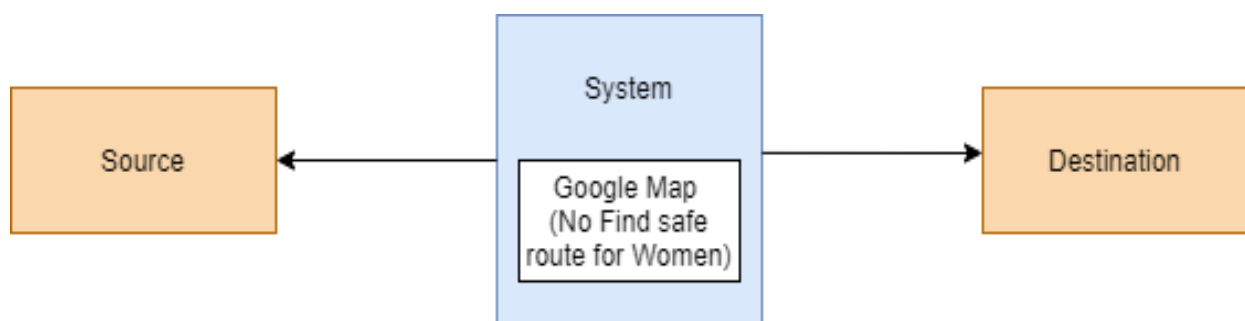 System
Source
Google Map
(No Find safe
route for Women)
Destination